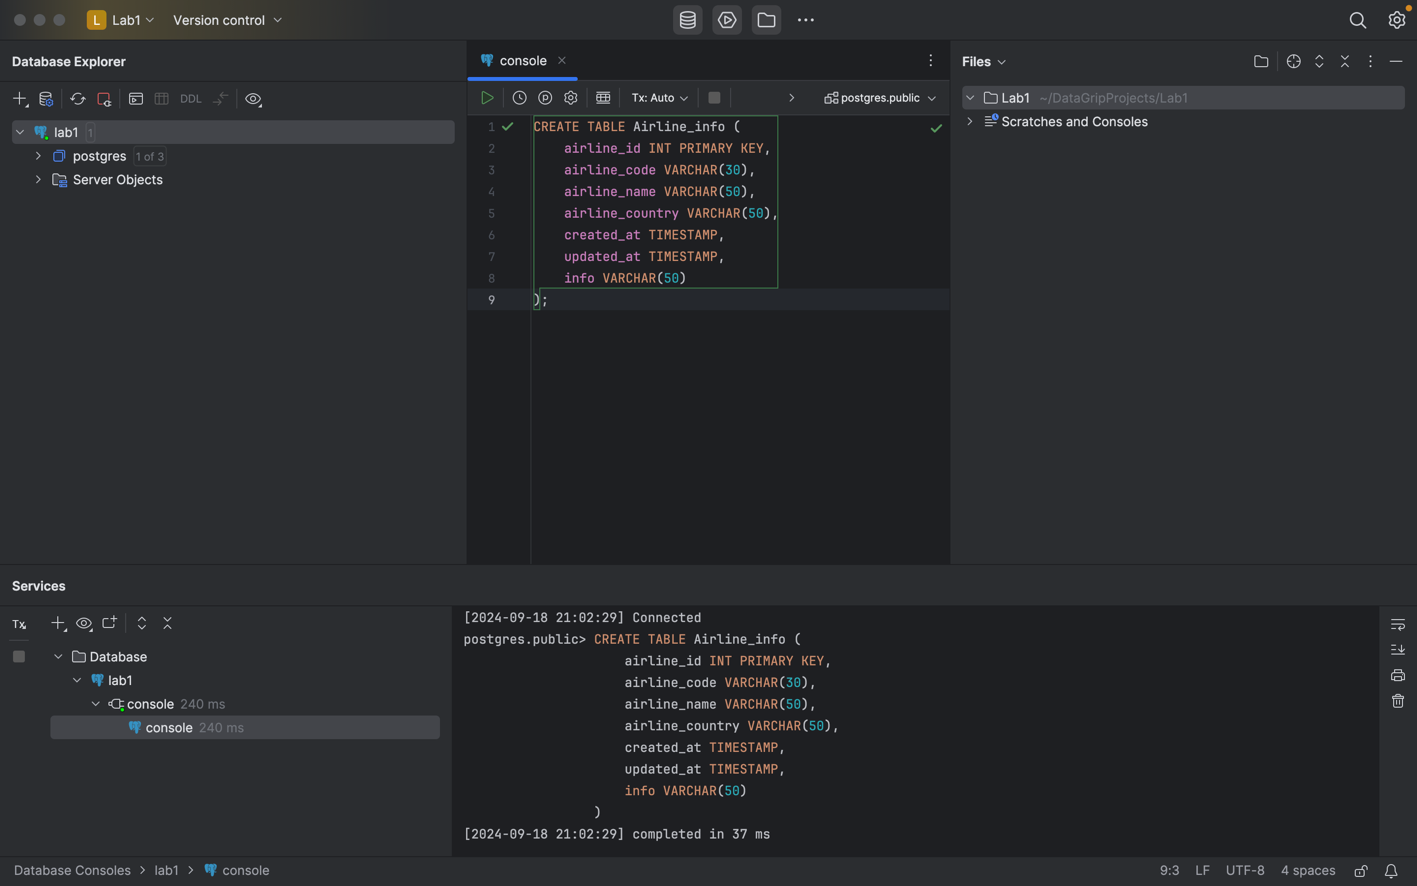 L Lab1 Version control
Database Explorer
DDL
lab1 1
postgres 1 of 3
Server Objects
console
Tx: Auto postgres.public
1 CREATE TABLE Airline_info (
2 airline_id INT PRIMARY KEY,
3 airline_code VARCHAR(30),
4 airline_name VARCHAR(50),
5 airline_country VARCHAR(50),
6 created_at TIMESTAMP,
7 updated_at TIMESTAMP,
8 info VARCHAR(50)
9 );
Files
Lab1 ~/DataGripProjects/Lab1
Scratches and Consoles
Services
Tx
Database
lab1
console 240 ms
console 240 ms
[2024-09-18 21:02:29] Connected
postgres.public> CREATE TABLE Airline_info (
airline_id INT PRIMARY KEY,
airline_code VARCHAR(30),
airline_name VARCHAR(50),
airline_country VARCHAR(50),
created_at TIMESTAMP,
updated_at TIMESTAMP,
info VARCHAR(50)
)
[2024-09-18 21:02:29] completed in 37 ms
Database Consoles > lab1 > console
9:3 LF UTF-8 4 spaces